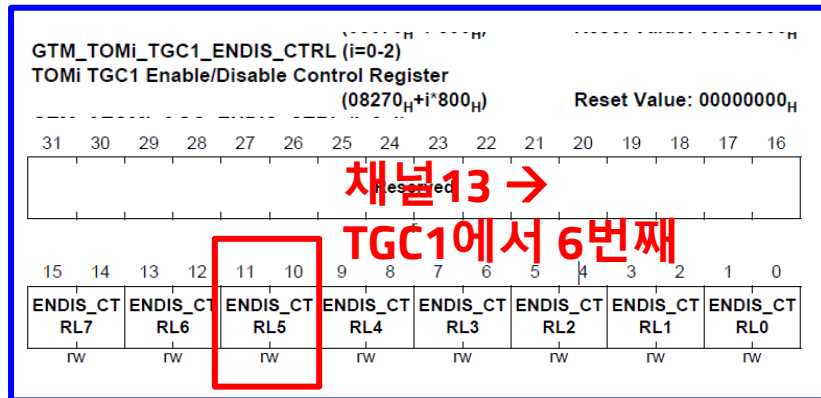 GTM_TOMi_TGC1_ENDIS_CTRL (i=0-2)
TOMi TGC1 Enable/Disable Control Register
(08270H+i*800H) Reset Value: 00000000H
31 30 29 28 27 26 25 24 23 22 21 20 19 18 17 16
Reserved
채널13 →
TGC1에서 6번째
r
15 14 13 12 11 10 9 8 7 6 5 4 3 2 1 0
ENDIS_CT ENDIS_CT ENDIS_CT ENDIS_CT ENDIS_CT ENDIS_CT ENDIS_CT ENDIS_CT
RL7 RL6 RL5 RL4 RL3 RL2 RL1 RL0
rw rw rw rw rw rw rw rw